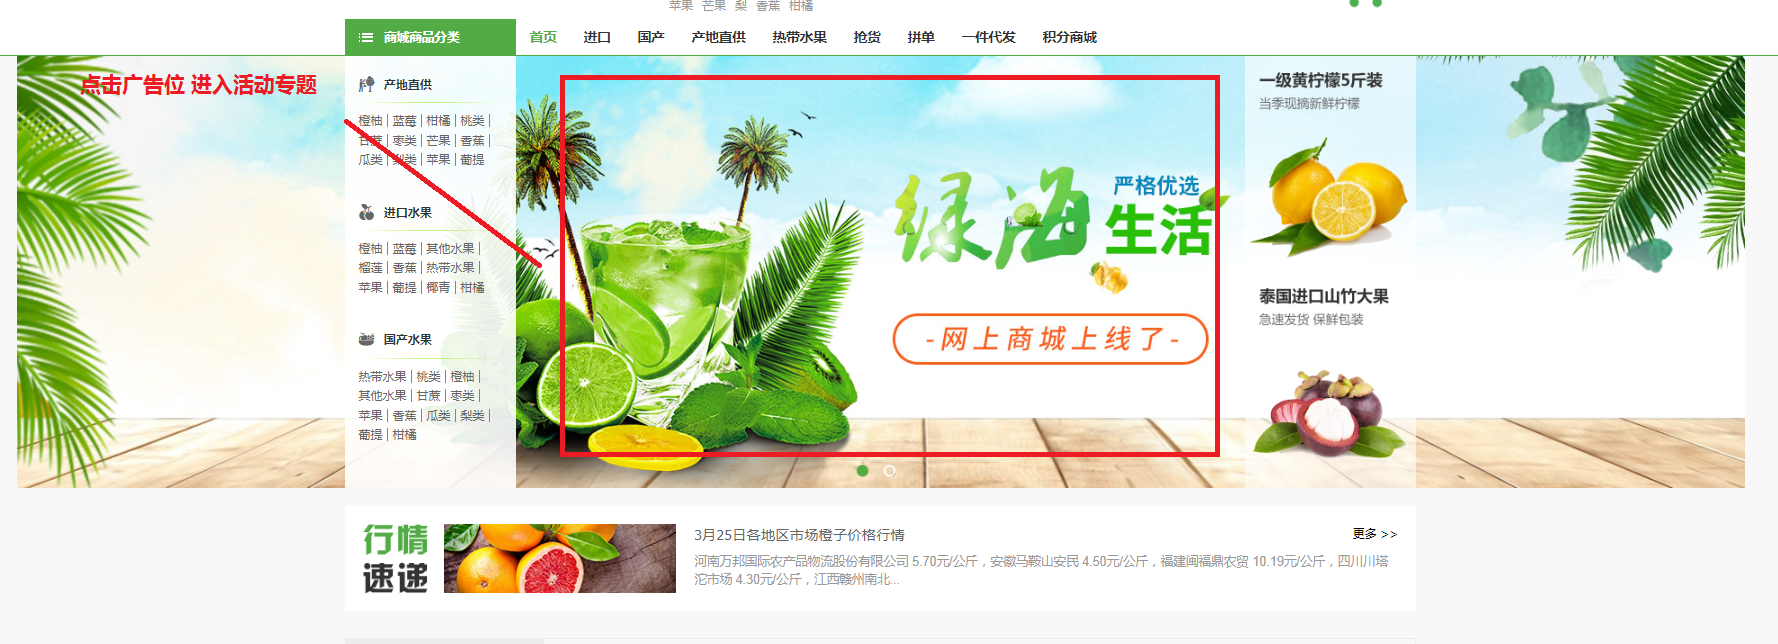 苹果 芒果 梨 香蕉 柑橘
商城商品分类 首页 进口 国产 产地直供 热带水果 抢货 拼单 一件代发 积分商城
点击广告位 进入活动专题
产地直供
橙柚 | 蓝莓 | 柑橘 | 桃类 |
甘蔗 | 枣类 | 芒果 | 香蕉 |
瓜类 | 梨类 | 苹果 | 葡提
进口水果
橙柚 | 蓝莓 | 其他水果 |
榴莲 | 香蕉 | 热带水果 |
苹果 | 葡提 | 椰青 | 柑橘
国产水果
热带水果 | 桃类 | 橙柚 |
其他水果 | 甘蔗 | 枣类 |
苹果 | 香蕉 | 瓜类 | 梨类 |
葡提 | 柑橘
绿海
严格优选
生活
-网上商城上线了-
一级黄柠檬5斤装
当季现摘新鲜柠檬
泰国进口山竹大果
急速发货 保鲜包装
行情
速递
3月25日各地区市场橙子价格行情
更多 >>
河南万邦国际农产品物流股份有限公司 5.70元/公斤，安徽马鞍山安民 4.50元/公斤，福建闽福鼎农贸 10.19元/公斤，四川川塔
沱市场 4.30元/公斤，江西赣州南北...